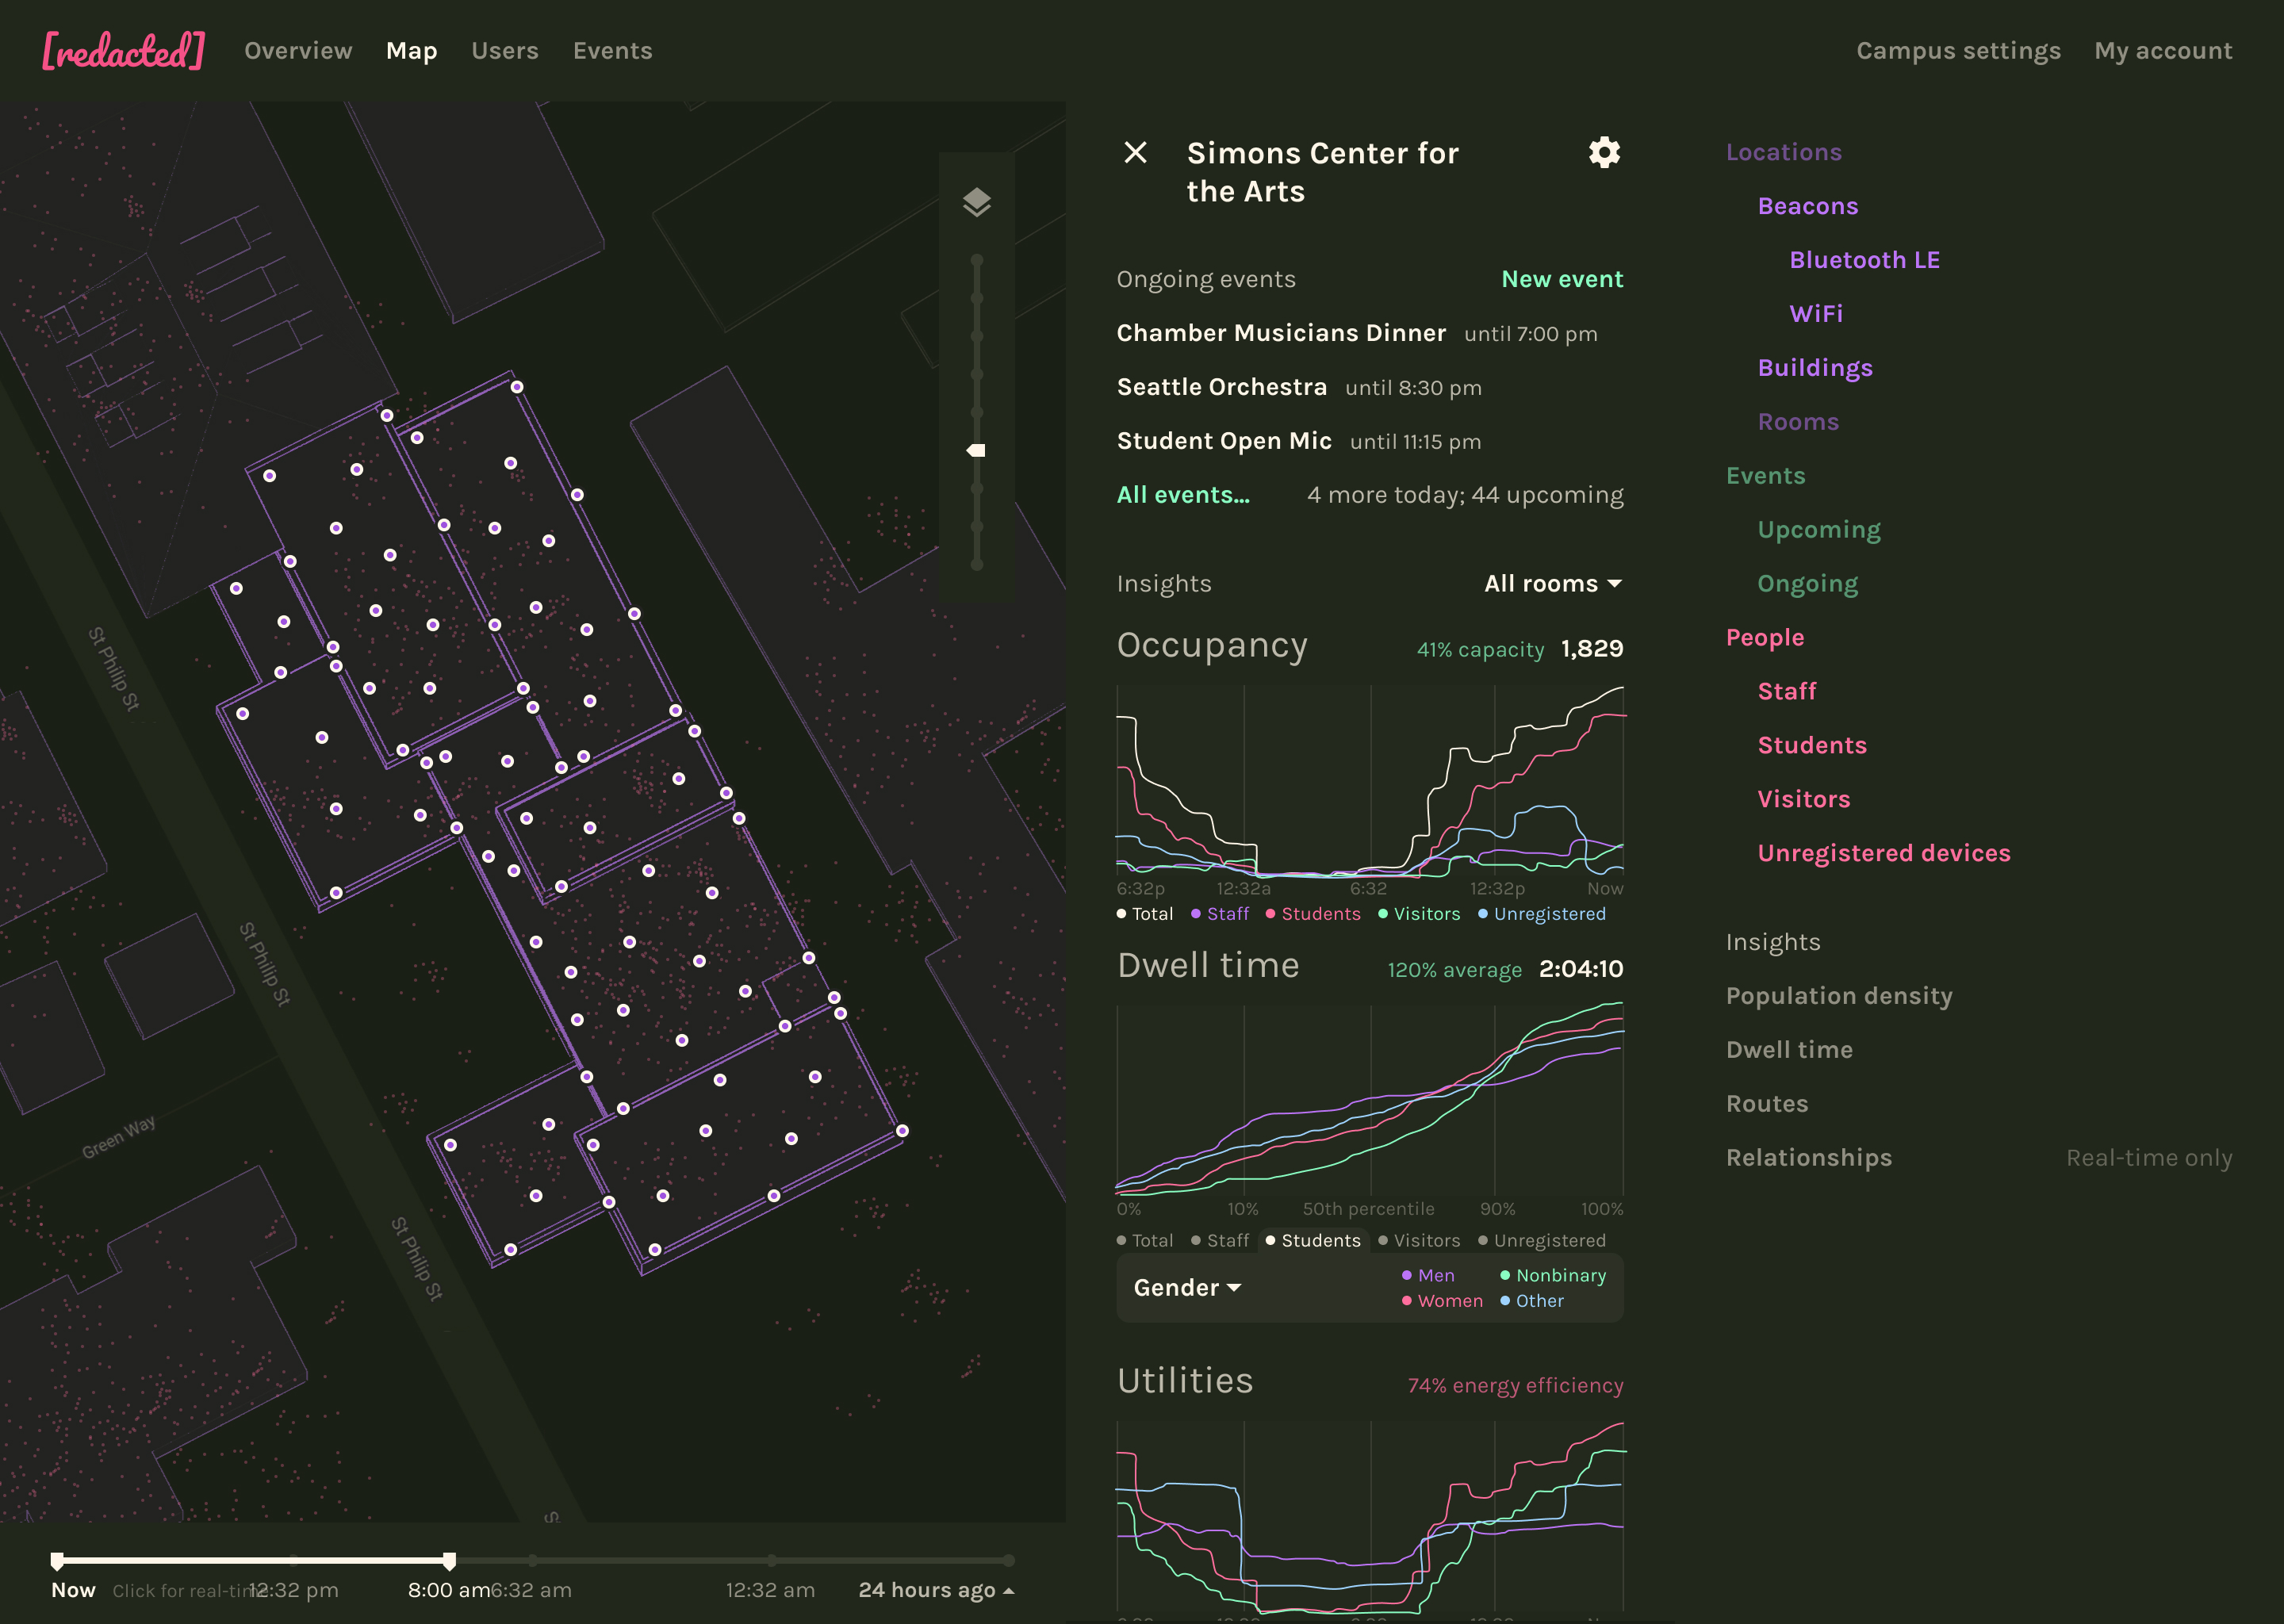 [redacted] Overview Map Users Events Campus settings My account
St Philip St
St Philip St
Green Way
St Philip St
S
Now Click for real-time 12:32 pm 8:00 am 6:32 am 12:32 am 24 hours ago
Simons Center for
the Arts
Ongoing events New event
Chamber Musicians Dinner until 7:00 pm
Seattle Orchestra until 8:30 pm
Student Open Mic until 11:15 pm
All events... 4 more today; 44 upcoming
Insights All rooms
Occupancy 41% capacity 1,829
6:32p 12:32a 6:32 12:32p Now
Total Staff Students Visitors Unregistered
Dwell time 120% average 2:04:10
0% 10% 50th percentile 90% 100%
Total Staff Students Visitors Unregistered
Gender
Men Nonbinary
Women Other
Utilities 74% energy efficiency
Locations
Beacons
Bluetooth LE
WiFi
Buildings
Rooms
Events
Upcoming
Ongoing
People
Staff
Students
Visitors
Unregistered devices
Insights
Population density
Dwell time
Routes
Relationships Real-time only